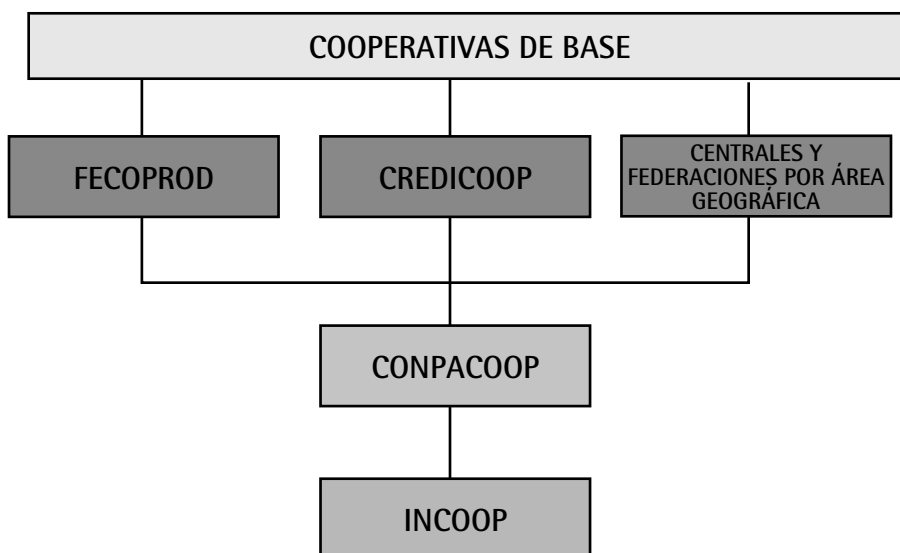 COOPERATIVAS DE BASE
FECOPROD
CREDICOOP
CENTRALES Y
FEDERACIONES POR ÁREA
GEOGRÁFICA
CONPACOOP
INCOOP